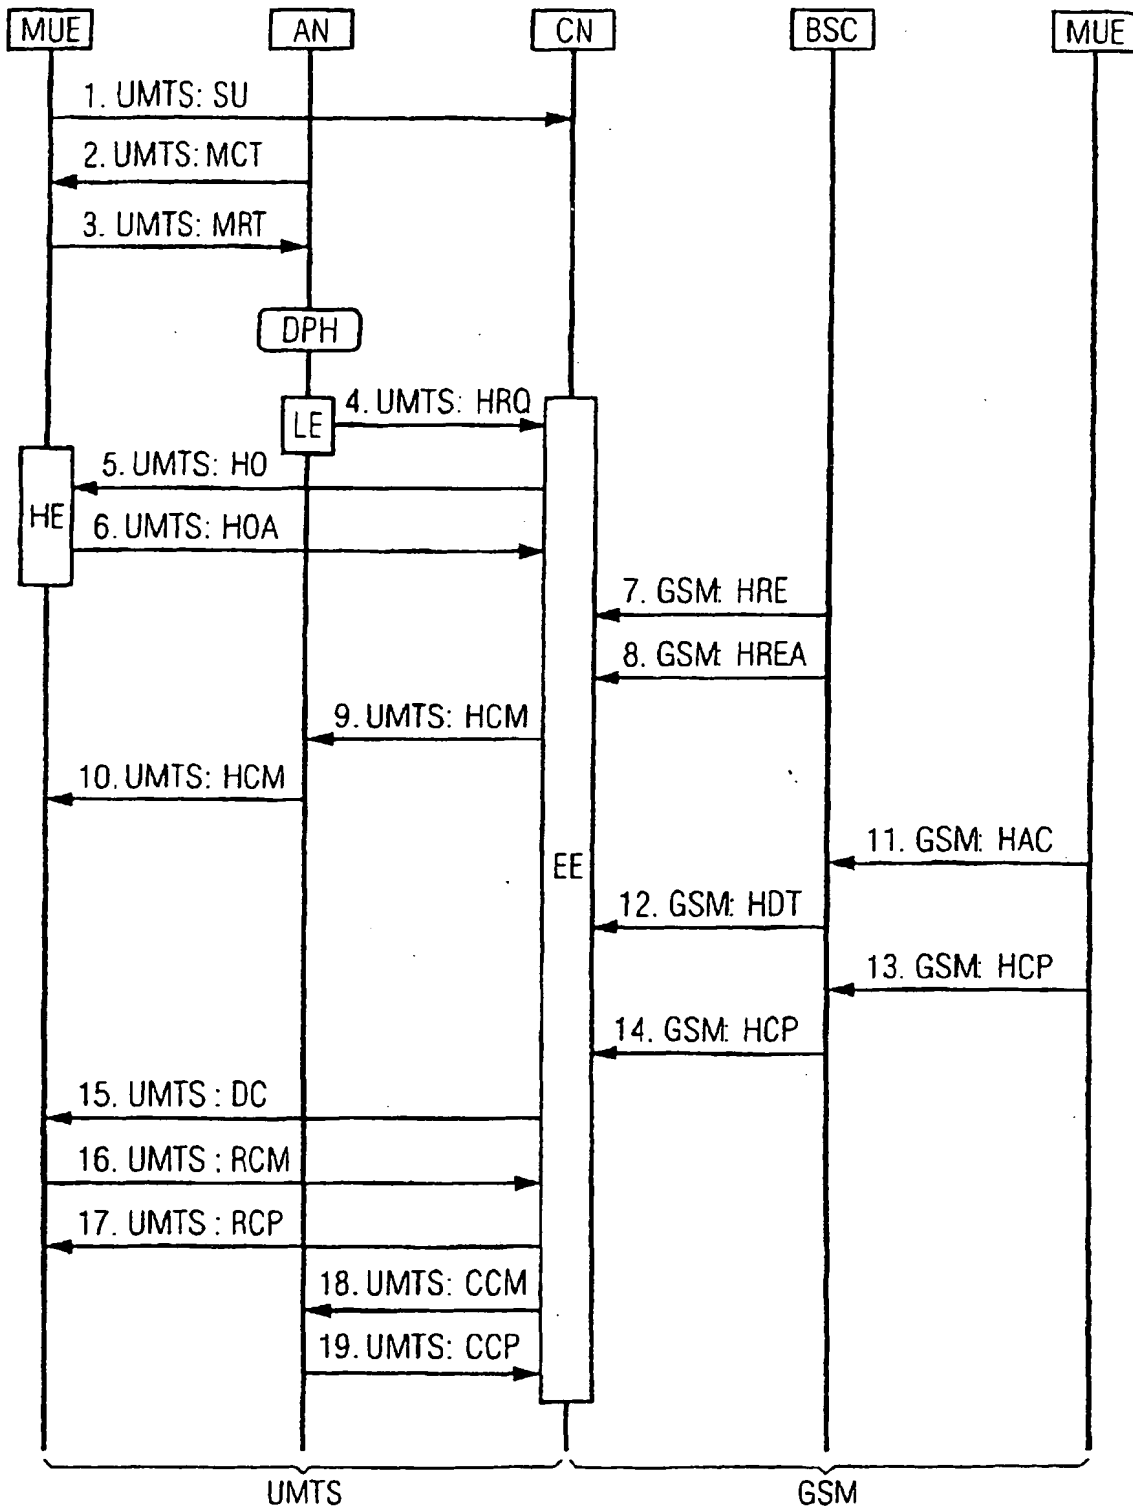 MUE AN CN BSC MUE
1. UMTS: SU
2. UMTS: MCT
3. UMTS: MRT
DPH
LE
4. UMTS: HRQ
5. UMTS: HO
HE
6. UMTS: HOA
7. GSM: HRE
8. GSM: HREA
9. UMTS: HCM
10. UMTS: HCM
11. GSM: HAC
EE
12. GSM: HDT
13. GSM: HCP
14. GSM: HCP
15. UMTS : DC
16. UMTS : RCM
17. UMTS : RCP
18. UMTS: CCM
19. UMTS: CCP
UMTS GSM